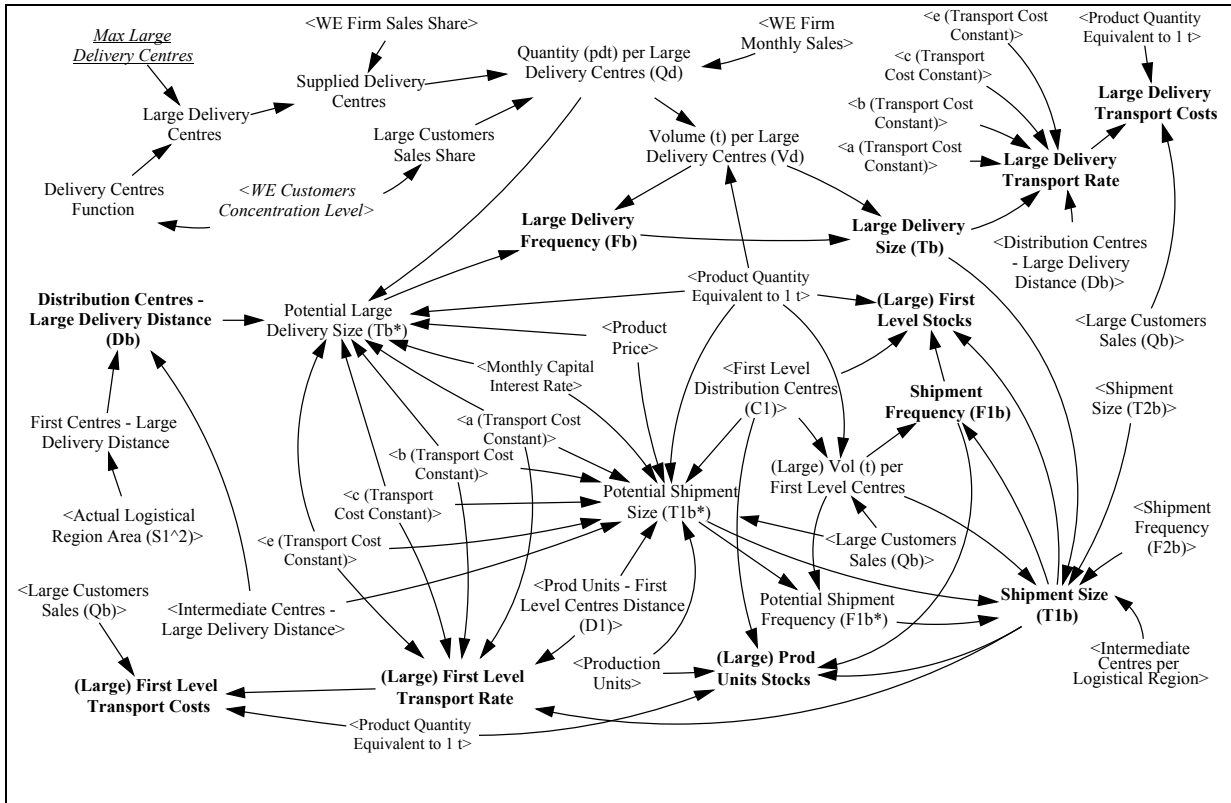 <WE Firm Sales Share>
Max Large
Delivery Centres
Quantity (pdt) per Large
Delivery Centres (Qd)
<WE Firm
Monthly Sales>
<e (Transport Cost
Constant)>
<Product Quantity
Equivalent to 1 t>
<c (Transport
Cost Constant)>
Supplied Delivery
Centres
Large Delivery
Centres
Large Customers
Sales Share
Volume (t) per Large
Delivery Centres (Vd)
<b (Transport Cost
Constant)>
<a (Transport Cost
Constant)>
Large Delivery
Transport Costs
Large Delivery
Transport Rate
Delivery Centres
Function
<WE Customers
Concentration Level>
Large Delivery
Frequency (Fb)
Large Delivery
Size (Tb)
<Distribution Centres
- Large Delivery
Distance (Db)>
Distribution Centres -
Large Delivery Distance
(Db)
Potential Large
Delivery Size (Tb*)
<Product Quantity
Equivalent to 1 t>
(Large) First
Level Stocks
<Large Customers
Sales (Qb)>
<Product
Price>
<Monthly Capital
Interest Rate>
<First Level
Distribution Centres
(C1)>
Shipment
Frequency (F1b)
<Shipment
Size (T2b)>
First Centres - Large
Delivery Distance
<a (Transport Cost
Constant)>
<b (Transport Cost
Constant)>
(Large) Vol (t) per
First Level Centres
Potential Shipment
Size (T1b*)
<c (Transport
Cost Constant)>
<Actual Logistical
Region Area (S1^2)>
<e (Transport Cost
Constant)>
<Large Customers
Sales (Qb)>
<Shipment
Frequency
(F2b)>
<Large Customers
Sales (Qb)>
<Intermediate Centres -
Large Delivery Distance>
<Prod Units - First
Level Centres Distance
(D1)>
Potential Shipment
Frequency (F1b*)
Shipment Size
(T1b)
<Intermediate
Centres per
Logistical Region>
(Large) First Level
Transport Costs
(Large) First Level
Transport Rate
<Production
Units>
(Large) Prod
Units Stocks
<Product Quantity
Equivalent to 1 t>